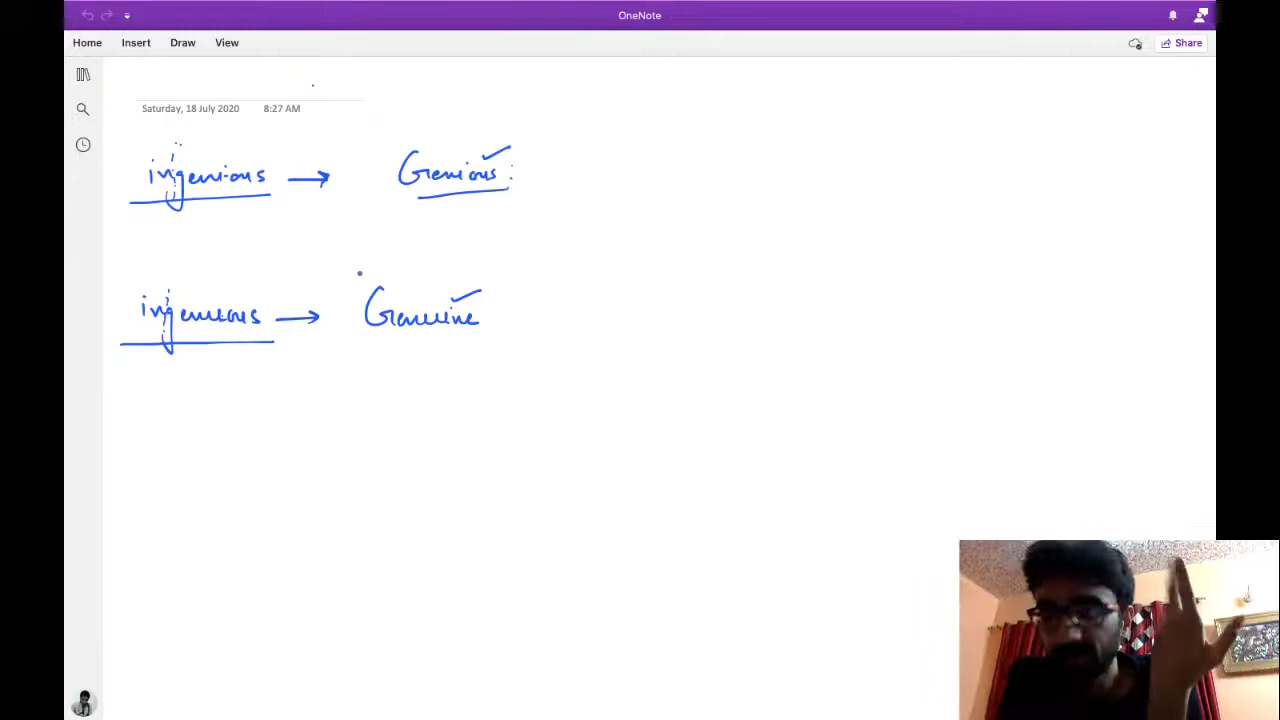 OneNote
Home Insert Draw View Share
Saturday, 18 July 2020 8:27 AM
ingenious → Genious:
ingenuous → Genuine